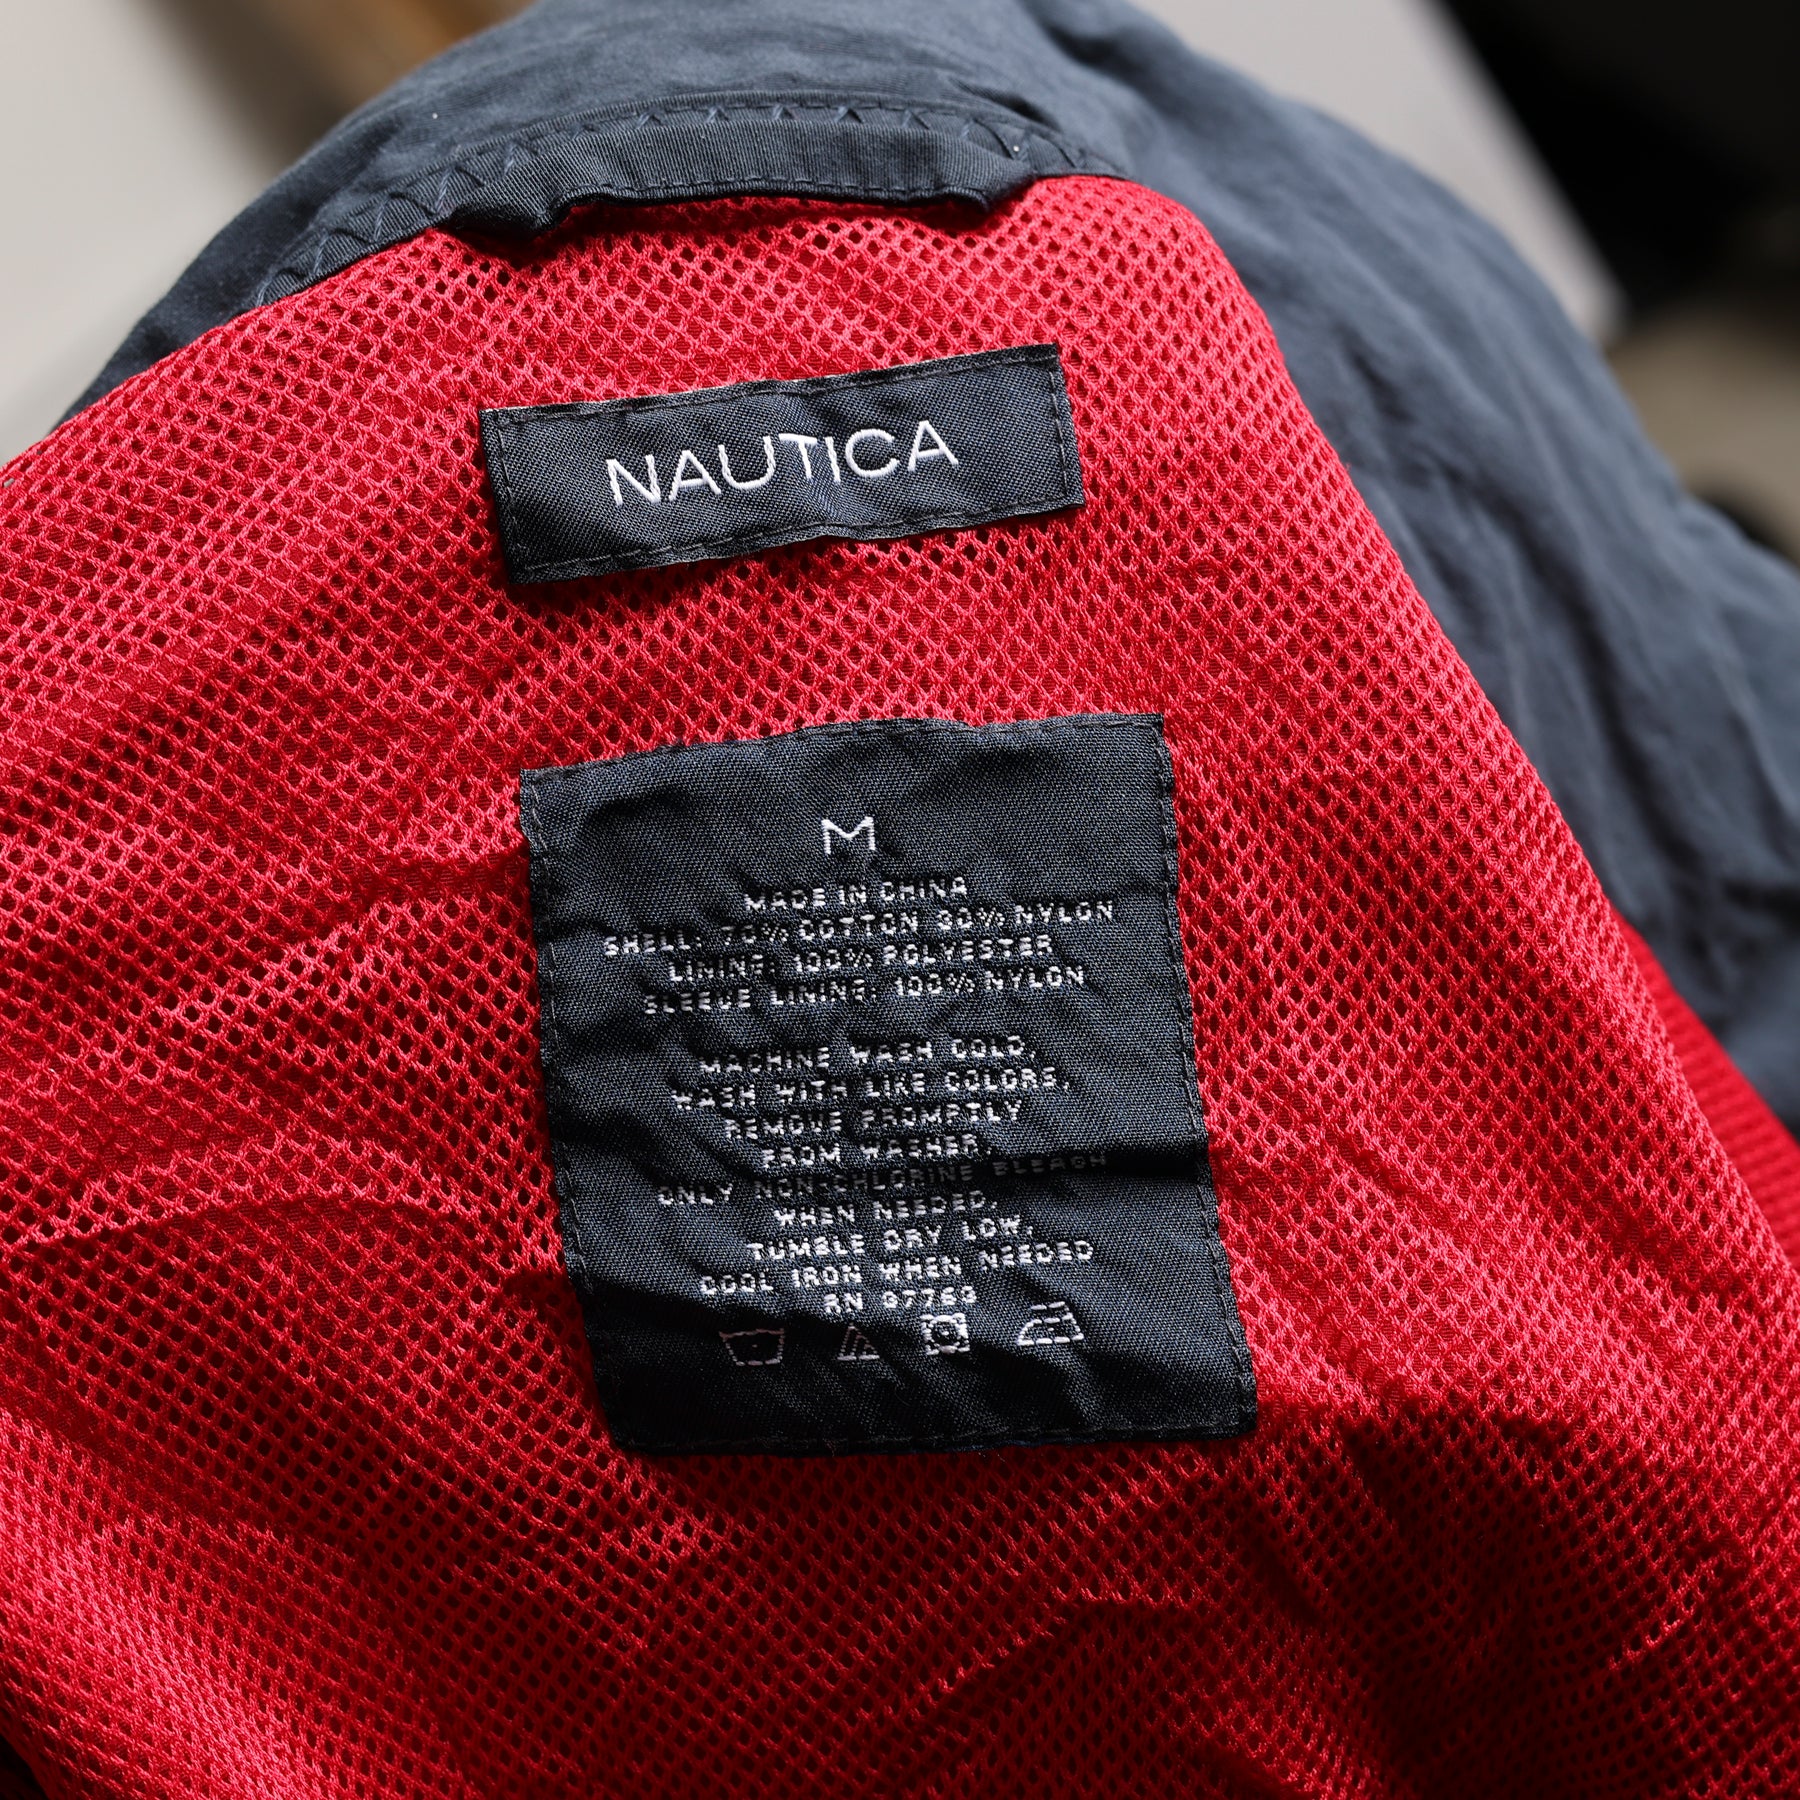 NAUTICA
M
MADE IN CHINA
SHELL: 70% COTTON 30% NYLON
LINING: 100% POLYESTER
SLEEVE LINING: 100% NYLON
MACHINE WASH COLD,
WASH WITH LIKE COLORS,
REMOVE PROMPTLY
FROM WASHER,
ONLY NON-CHLORINE BLEACH
WHEN NEEDED,
TUMBLE DRY LOW,
COOL IRON WHEN NEEDED
RN